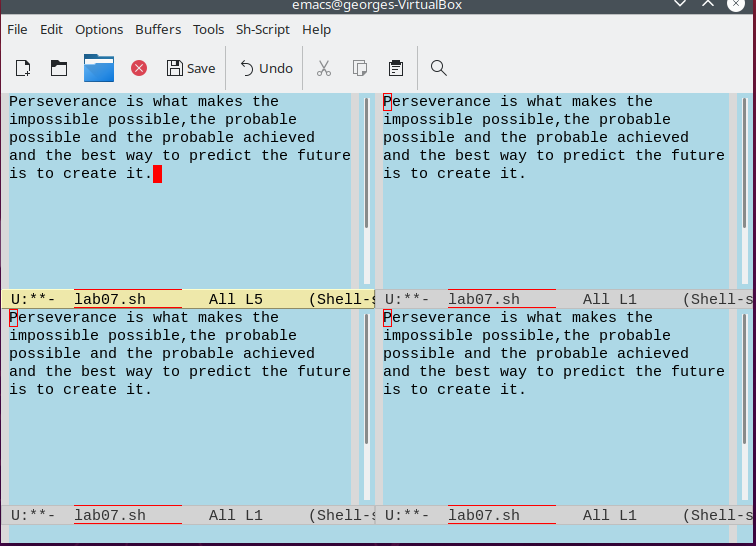 emacs@georges-VirtualBox
File Edit Options Buffers Tools Sh-Script Help
Save Undo
Perseverance is what makes the
impossible possible,the probable
possible and the probable achieved
and the best way to predict the future
is to create it.
U:**- lab07.sh All L5 (Shell-s
Perseverance is what makes the
impossible possible,the probable
possible and the probable achieved
and the best way to predict the future
is to create it.
U:**- lab07.sh All L1 (Shell-s
Perseverance is what makes the
impossible possible,the probable
possible and the probable achieved
and the best way to predict the future
is to create it.
U:**- lab07.sh All L1 (Shell-s
Perseverance is what makes the
impossible possible,the probable
possible and the probable achieved
and the best way to predict the future
is to create it.
U:**- lab07.sh All L1 (Shell-s